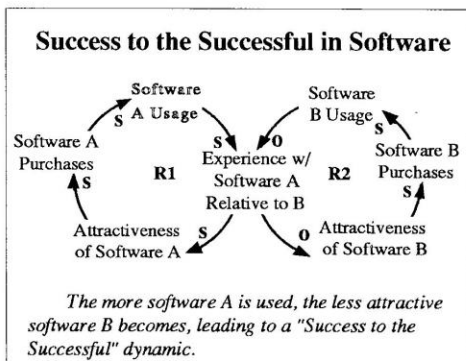 Success to the Successful in Software
Software
A Usage
S
Software A
Purchases
S
Attractiveness
of Software A
S
R1
S
Experience w/
Software A
Relative to B
O
R2
O
Software
B Usage
S
Software B
Purchases
S
Attractiveness
of Software B
The more software A is used, the less attractive
software B becomes, leading to a "Success to the
Successful" dynamic.